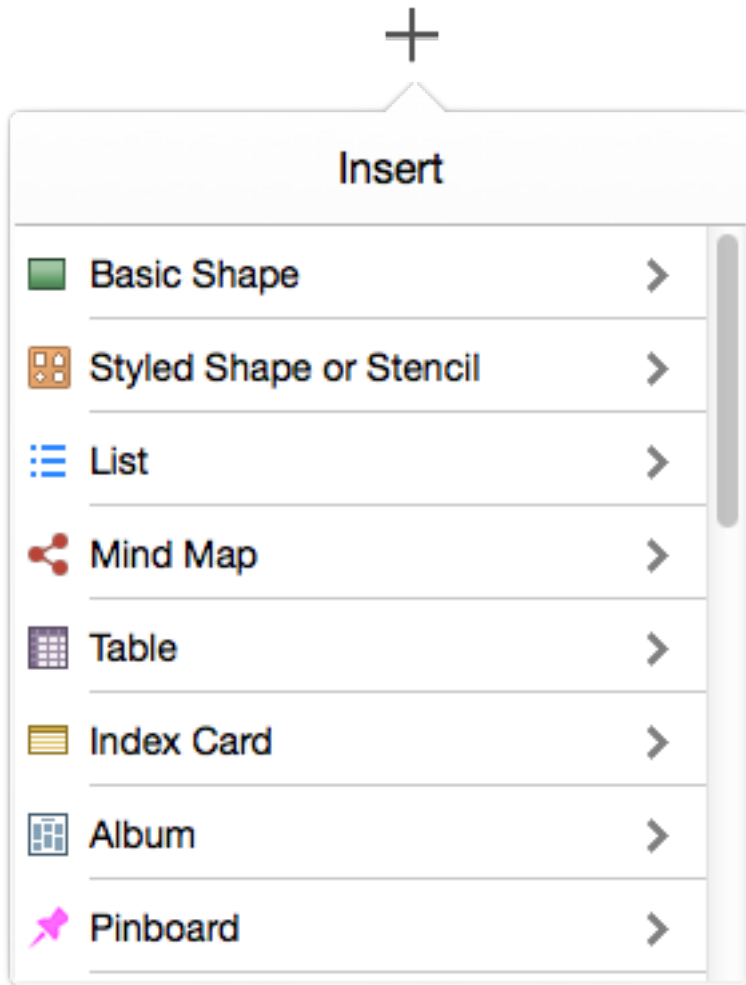 Insert
Basic Shape
Styled Shape or Stencil
List
Mind Map
Table
Index Card
Album
Pinboard